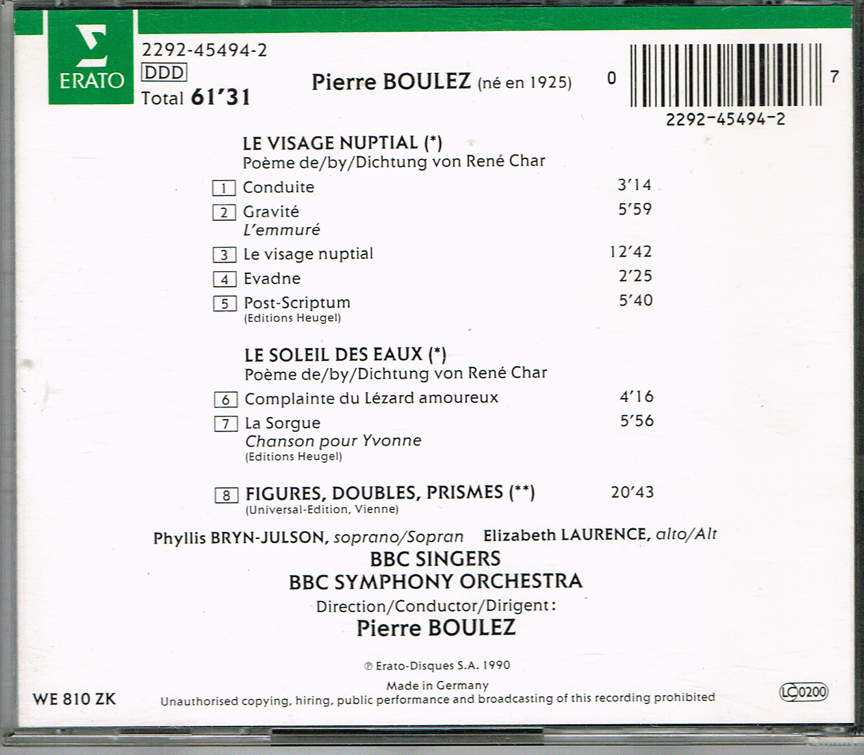 ERATO
2292-45494-2
DDD
Total 61'31
Pierre BOULEZ (né en 1925)
0 7
2292-45494-2
LE VISAGE NUPTIAL (*)
Poème de/by/Dichtung von René Char
1 Conduite 3'14
2 Gravité 5'59
L'emmuré
3 Le visage nuptial 12'42
4 Evadne 2'25
5 Post-Scriptum 5'40
(Editions Heugel)
LE SOLEIL DES EAUX (*)
Poème de/by/Dichtung von René Char
6 Complainte du Lézard amoureux 4'16
7 La Sorgue 5'56
Chanson pour Yvonne
(Editions Heugel)
8 FIGURES, DOUBLES, PRISMES (**) 20'43
(Universal-Edition, Vienne)
Phyllis BRYN-JULSON, soprano/Sopran Elizabeth LAURENCE, alto/Alt
BBC SINGERS
BBC SYMPHONY ORCHESTRA
Direction/Conductor/Dirigent:
Pierre BOULEZ
℗ Erato-Disques S.A. 1990
Made in Germany
WE 810 ZK Unauthorised copying, hiring, public performance and broadcasting of this recording prohibited
LC 0200